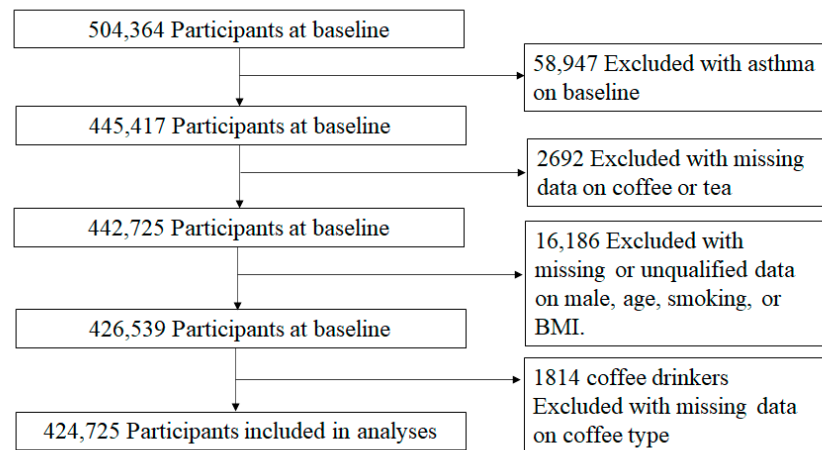 504,364 Participants at baseline
58,947 Excluded with asthma
on baseline
445,417 Participants at baseline
2692 Excluded with missing
data on coffee or tea
442,725 Participants at baseline
16,186 Excluded with
missing or unqualified data
on male, age, smoking, or
BMI.
426,539 Participants at baseline
1814 coffee drinkers
Excluded with missing data
on coffee type
424,725 Participants included in analyses